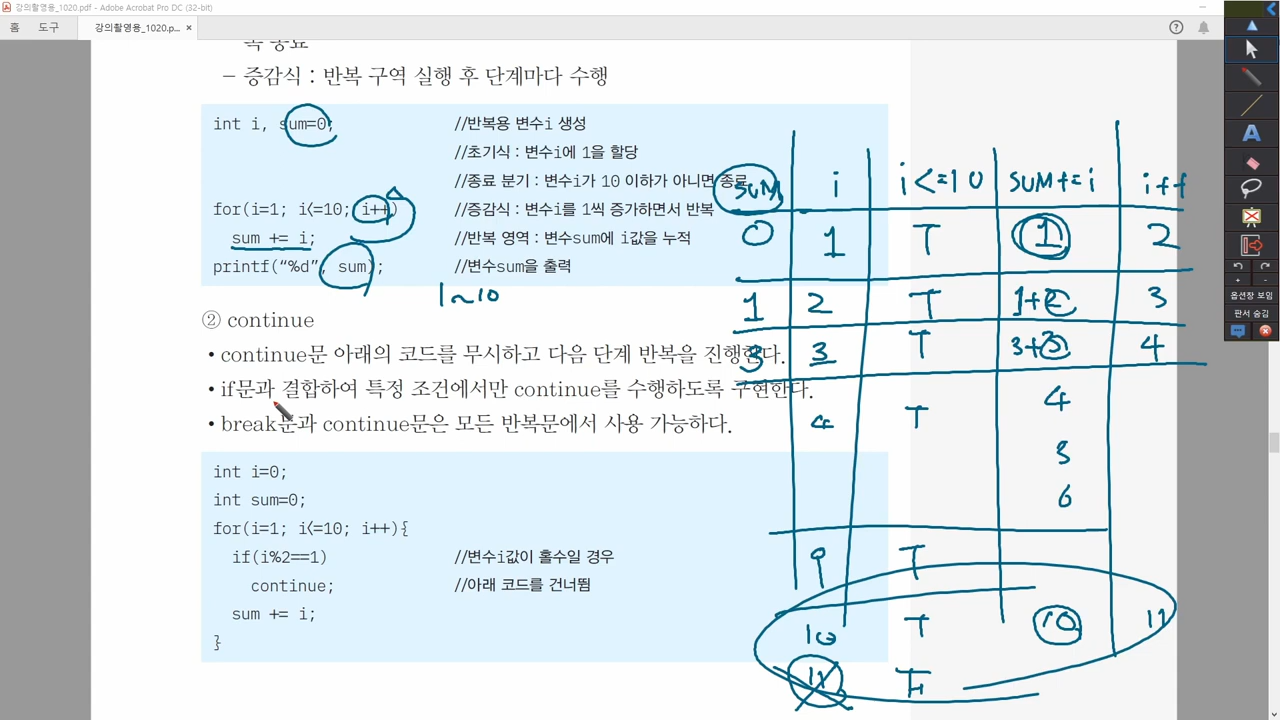 강의촬영용_1020.pdf - Adobe Acrobat Pro DC (32-bit)
홈 도구 강의촬영용_1020.p... ×
복 종료
– 증감식 : 반복 구역 실행 후 단계마다 수행
int i, sum=0; //반복용 변수i 생성
//초기식 : 변수i에 1을 할당
//종료 분기 : 변수i가 10 이하가 아니면 종료
for(i=1; i<=10; i++) //증감식 : 변수i를 1씩 증가하면서 반복
sum += i; //반복 영역 : 변수sum에 i값을 누적
printf("%d", sum); //변수sum을 출력
1~10
② continue
• continue문 아래의 코드를 무시하고 다음 단계 반복을 진행한다.
• if문과 결합하여 특정 조건에서만 continue를 수행하도록 구현한다.
• break문과 continue문은 모든 반복문에서 사용 가능하다.
int i=0;
int sum=0;
for(i=1; i<=10; i++){
if(i%2==1) //변수i값이 홀수일 경우
continue; //아래 코드를 건너뜀
sum += i;
}
SUM i i<=10 SUM+=i i++
0 1 T 1 2
1 2 T 1+2 3
3 3 T 3+3 4
4 T 4
5
6
9 T
10 T 10 11
11 F
A
옵션장 보임
판서 숨김